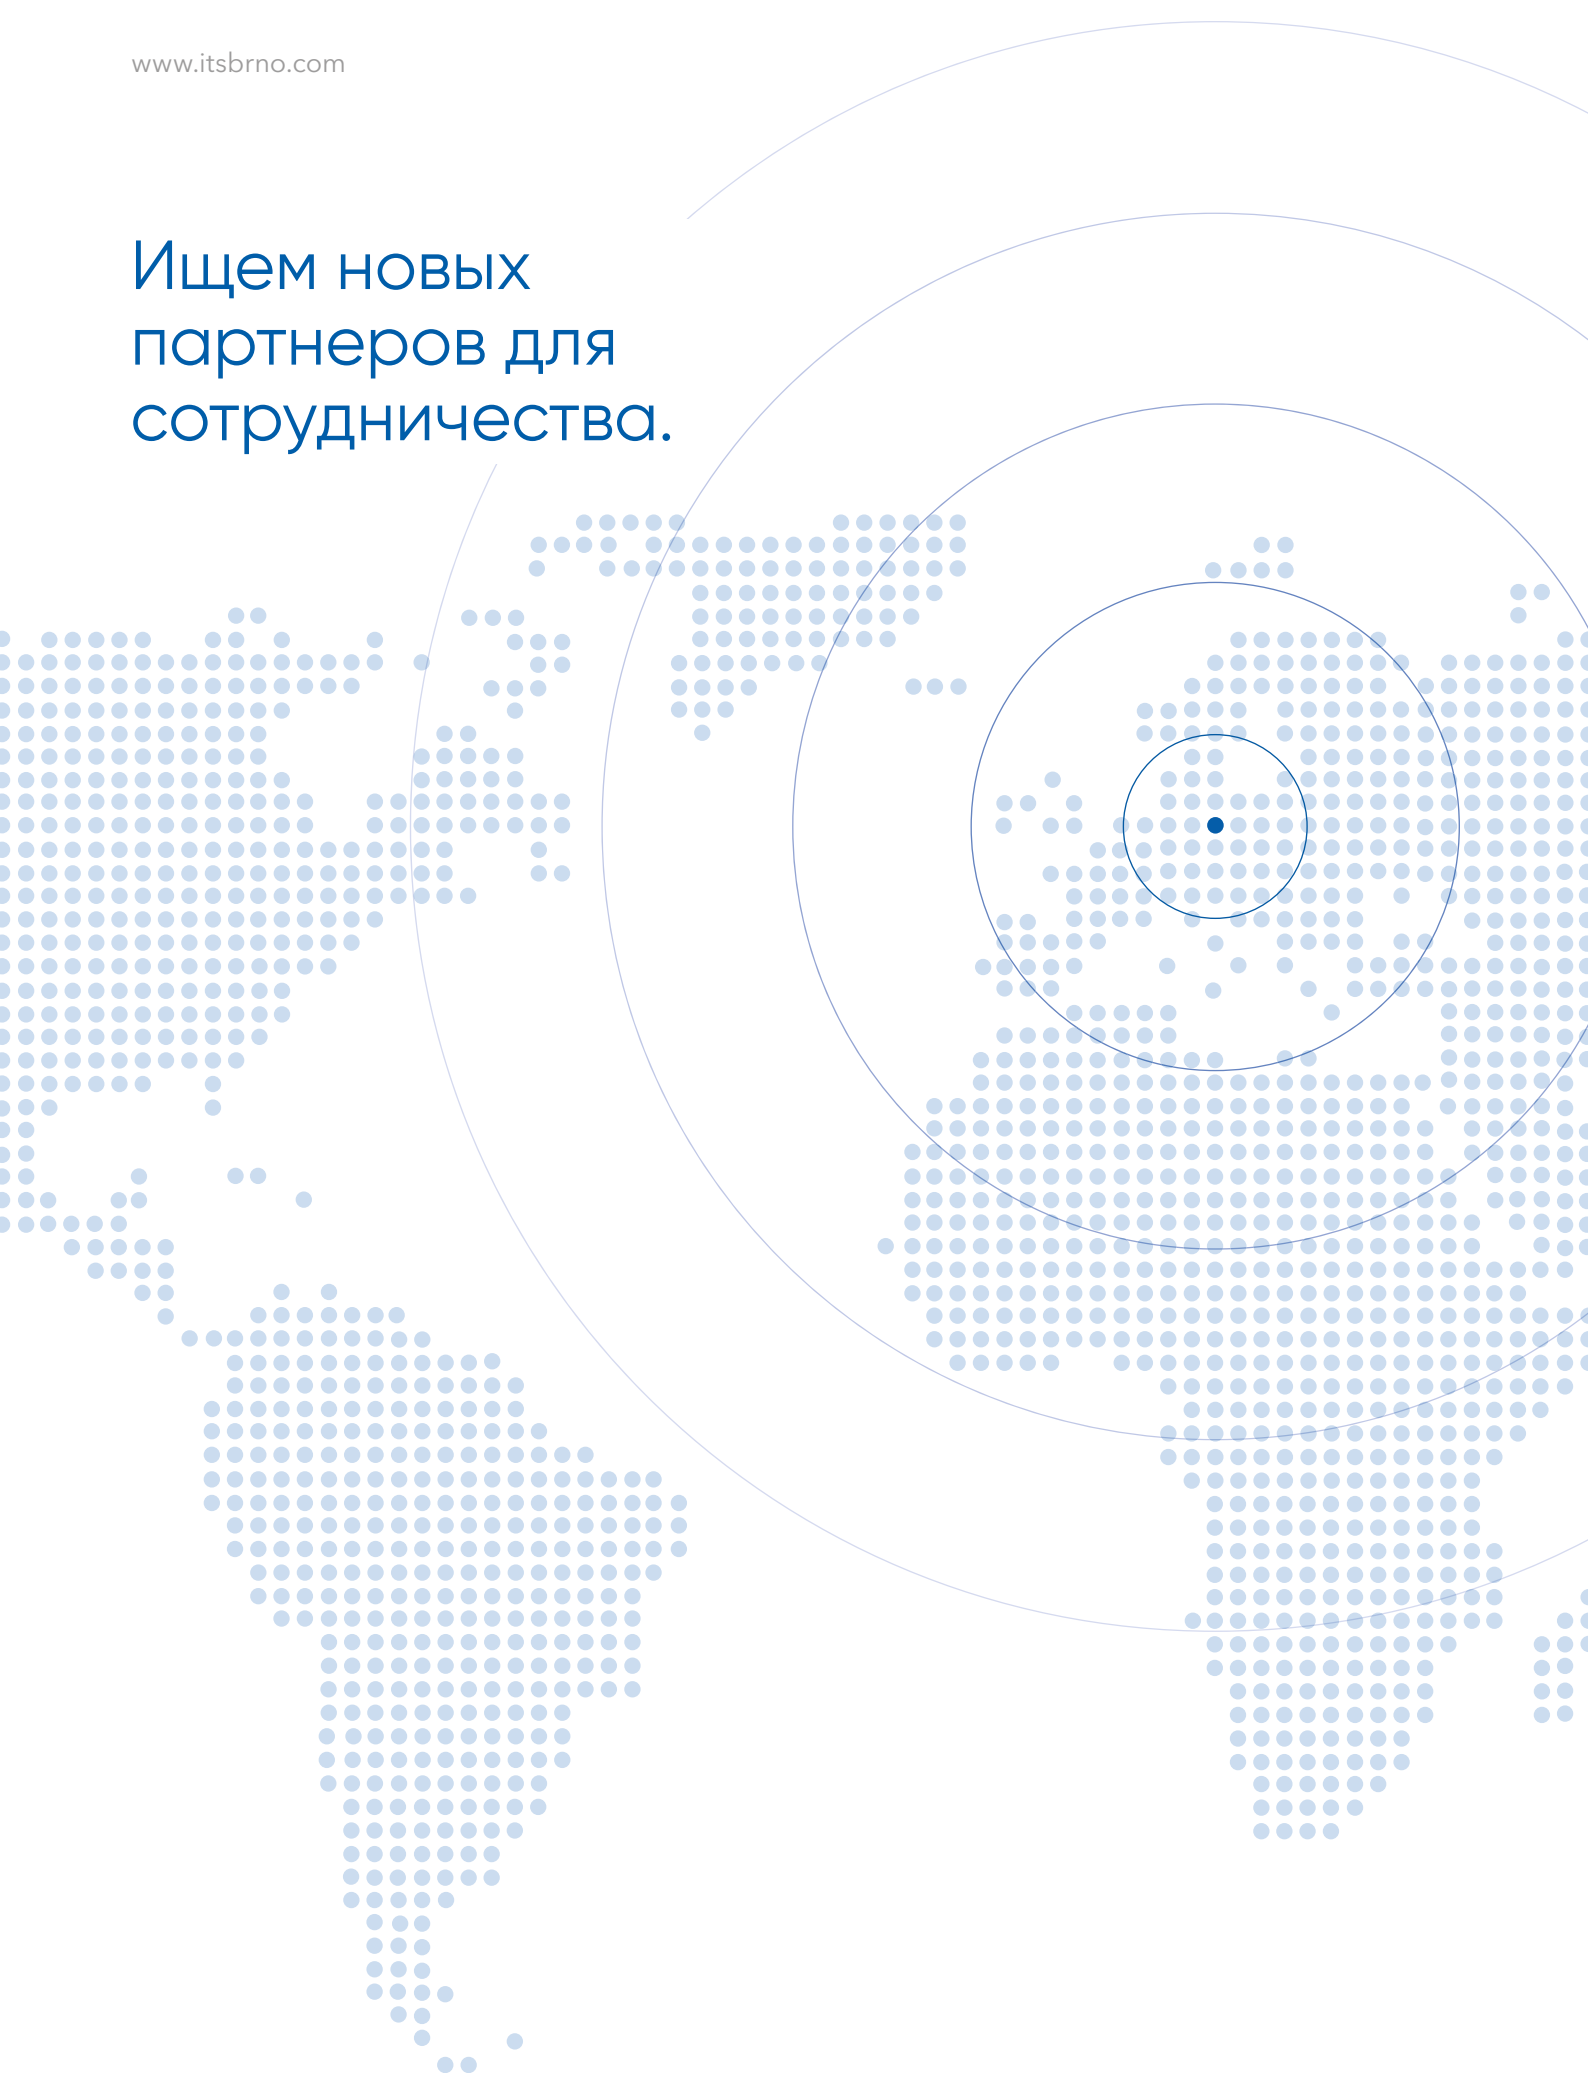 www.itsbrno.com
Ищем новых
партнеров для
сотрудничества.